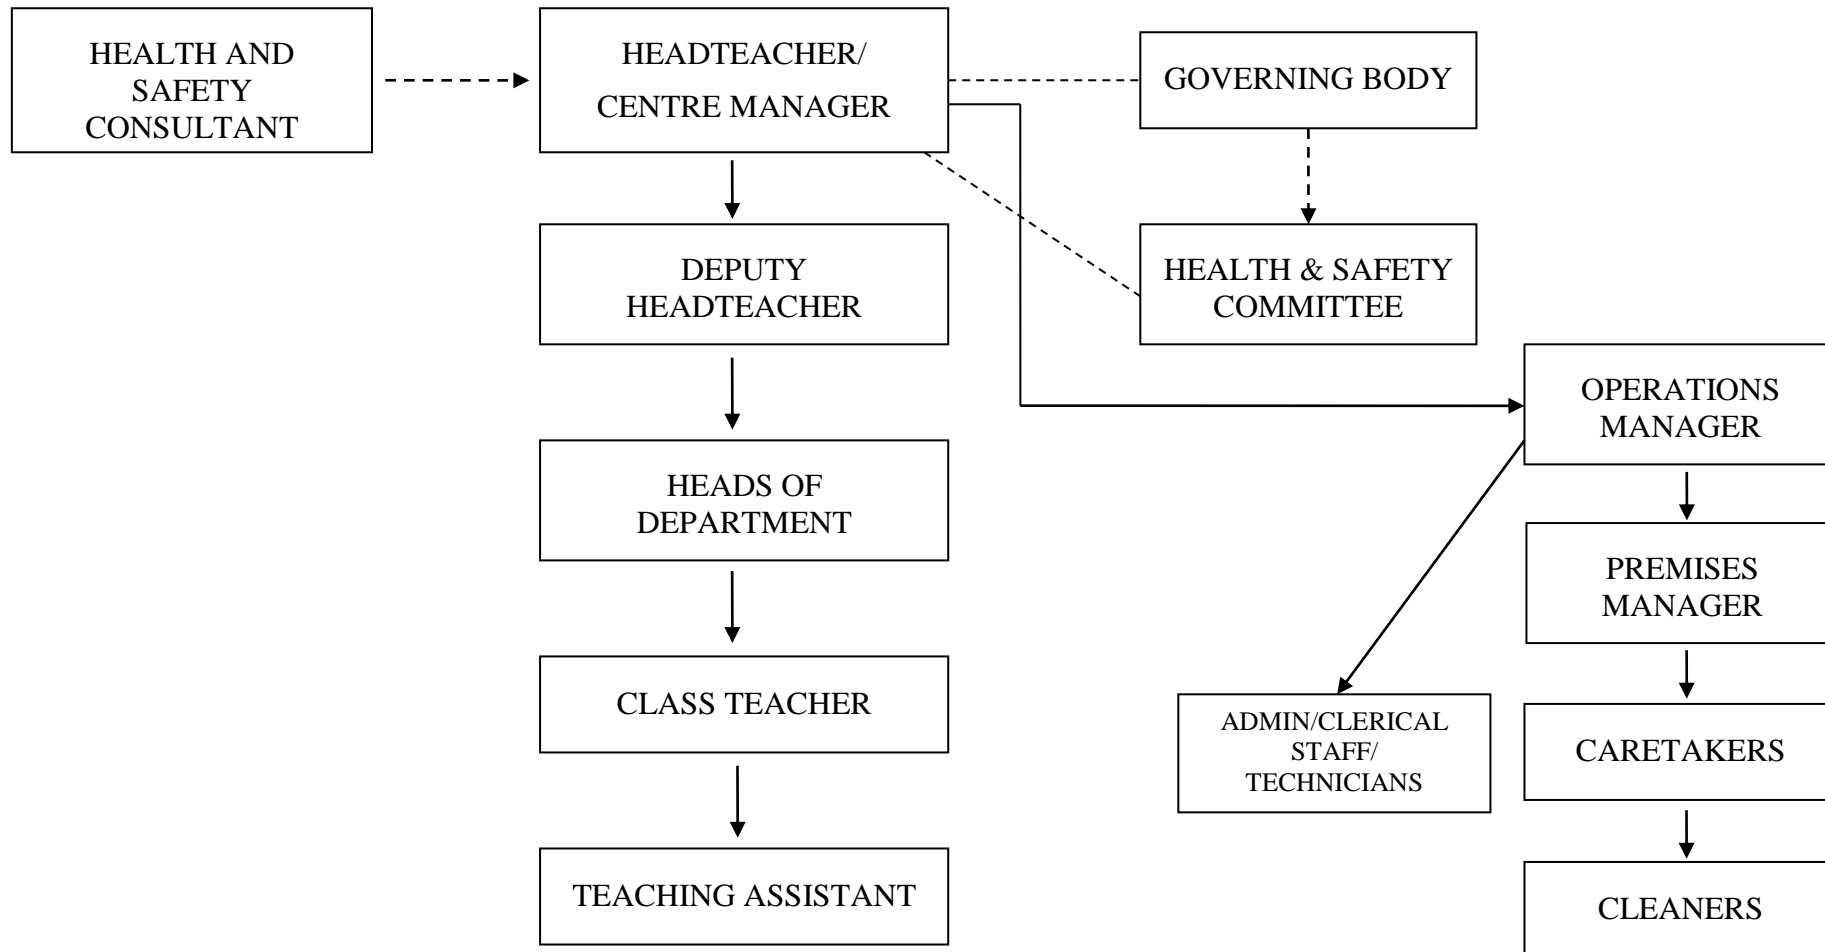 HEALTH AND
SAFETY
CONSULTANT
HEADTEACHER/
CENTRE MANAGER
GOVERNING BODY
DEPUTY
HEADTEACHER
HEALTH & SAFETY
COMMITTEE
OPERATIONS
MANAGER
HEADS OF
DEPARTMENT
PREMISES
MANAGER
CLASS TEACHER
ADMIN/CLERICAL
STAFF/
TECHNICIANS
CARETAKERS
TEACHING ASSISTANT
CLEANERS